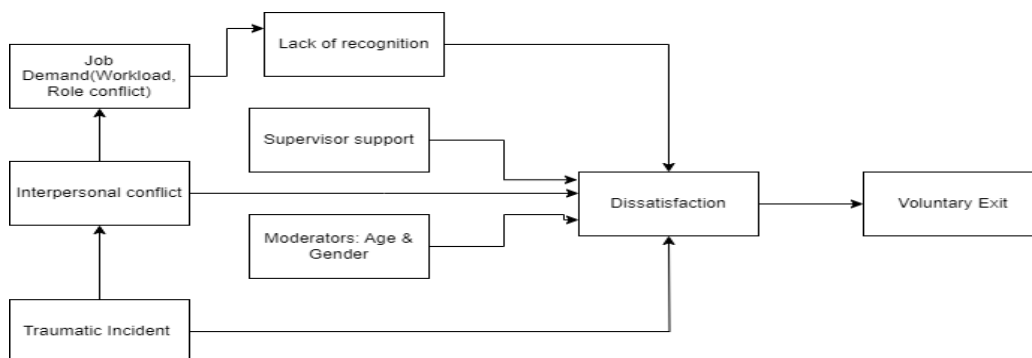 Lack of recognition
Job
Demand(Workload,
Role conflict)
Supervisor support
Interpersonal conflict
Dissatisfaction
Voluntary Exit
Moderators: Age &
Gender
Traumatic Incident